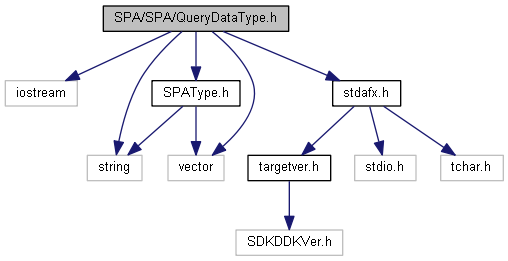 SPA/SPA/QueryDataType.h
iostream
SPAType.h
stdafx.h
string
vector
targetver.h
stdio.h
tchar.h
SDKDDKVer.h